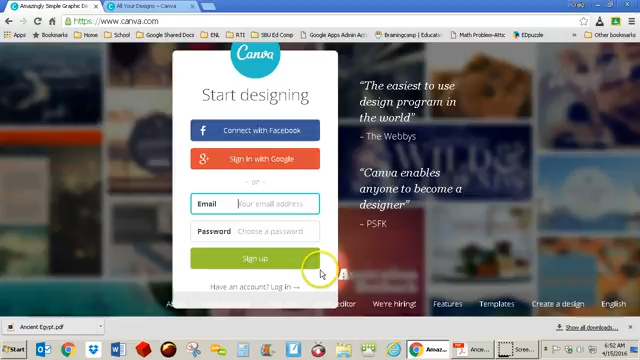 Amazingly Simple Graphic De
All Your Designs – Canva
https://www.canva.com
Apps
Bookmarks
School
Google Shared Docs
ENL
RTI
SBU Ed Comp
Google Apps Admin
Brainingcamp | Educat
Math Problem-Attic
EDpuzzle
Other bookmarks
Canva
Start designing
f Connect with Facebook
g+ Sign in with Google
or
Email Your email address
Password Choose a password
Sign up
Have an account? Log in →
“The easiest to use
design program in
the world”
– The Webbys
“Canva enables
anyone to become a
designer”
– PSFK
editor
We're hiring!
Features
Templates
Create a design
English
Ancient Egypt.pdf
Show all downloads...
Start
Amaz...
Ance...
Screen...
6:52 AM
4/15/2016